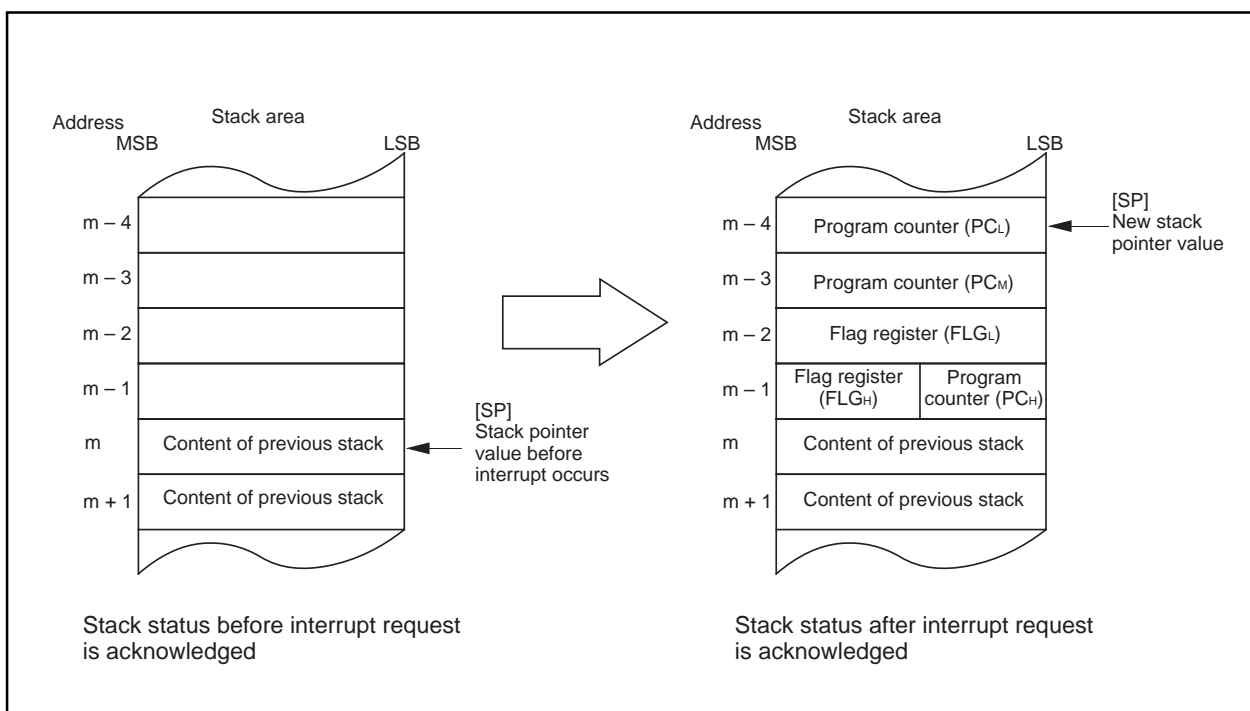 Address
Stack area
MSB
LSB
m – 4
m – 3
m – 2
m – 1
m
Content of previous stack
m + 1
Content of previous stack
[SP]
Stack pointer
value before
interrupt occurs
Stack status before interrupt request
is acknowledged
Address
Stack area
MSB
LSB
m – 4
Program counter (PCL)
[SP]
New stack
pointer value
m – 3
Program counter (PCM)
m – 2
Flag register (FLGL)
m – 1
Flag register
(FLGH)
Program
counter (PCH)
m
Content of previous stack
m + 1
Content of previous stack
Stack status after interrupt request
is acknowledged